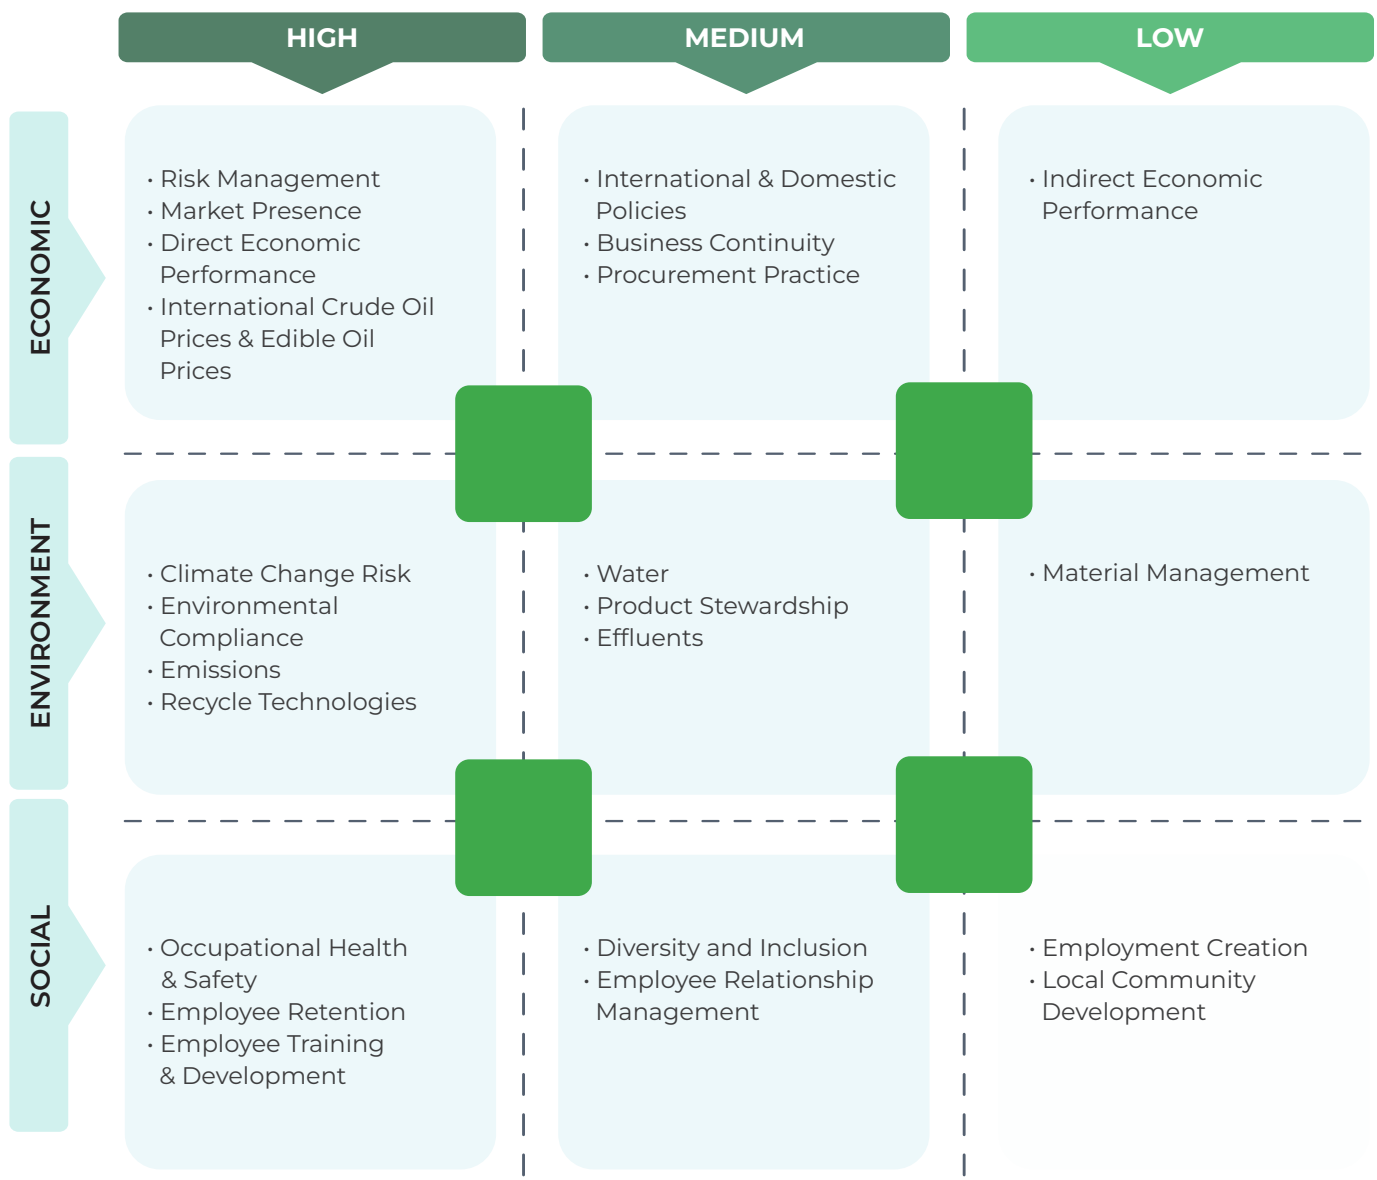 HIGH
MEDIUM
LOW
ECONOMIC
· Risk Management
· Market Presence
· Direct Economic
Performance
· International Crude Oil
Prices & Edible Oil
Prices
· International & Domestic
Policies
· Business Continuity
· Procurement Practice
· Indirect Economic
Performance
ENVIRONMENT
· Climate Change Risk
· Environmental
Compliance
· Emissions
· Recycle Technologies
· Water
· Product Stewardship
· Effluents
· Material Management
SOCIAL
· Occupational Health
& Safety
· Employee Retention
· Employee Training
& Development
· Diversity and Inclusion
· Employee Relationship
Management
· Employment Creation
· Local Community
Development